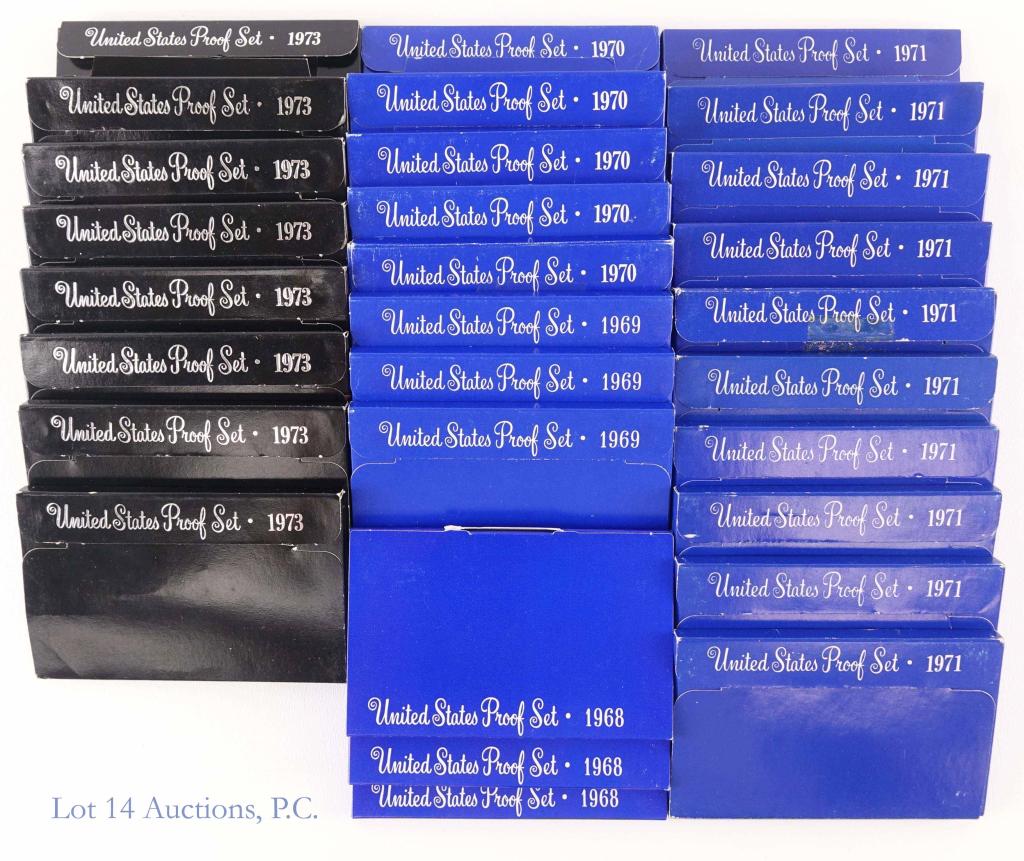 United States Proof Set • 1973
United States Proof Set • 1973
United States Proof Set • 1973
United States Proof Set • 1973
United States Proof Set • 1973
United States Proof Set • 1973
United States Proof Set • 1973
United States Proof Set • 1973
United States Proof Set • 1970
United States Proof Set • 1970
United States Proof Set • 1970
United States Proof Set • 1970
United States Proof Set • 1970
United States Proof Set • 1969
United States Proof Set • 1969
United States Proof Set • 1969
United States Proof Set • 1968
United States Proof Set • 1968
United States Proof Set • 1968
United States Proof Set • 1971
United States Proof Set • 1971
United States Proof Set • 1971
United States Proof Set • 1971
United States Proof Set • 1971
United States Proof Set • 1971
United States Proof Set • 1971
United States Proof Set • 1971
United States Proof Set • 1971
United States Proof Set • 1971
Lot 14 Auctions, P.C.